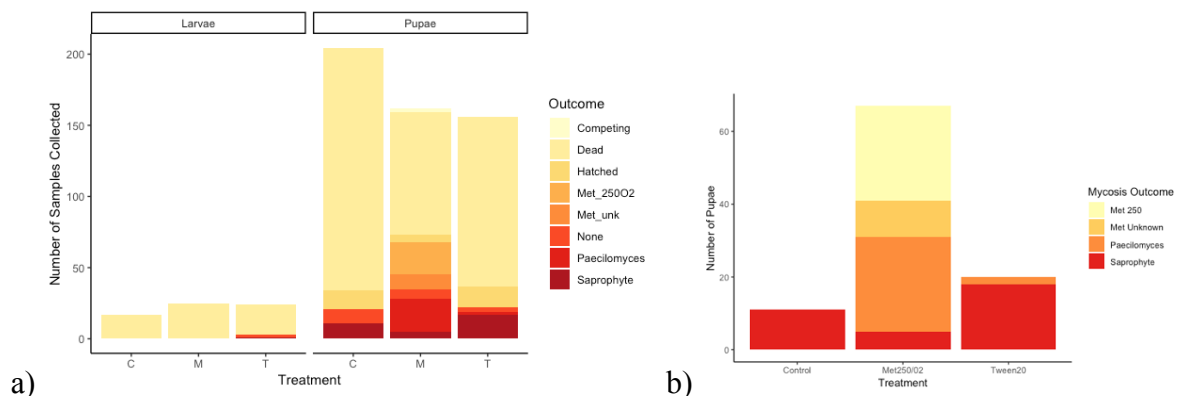 Larvae
Pupae
Number of Samples Collected
200
150
100
50
0
C
M
T
C
M
T
Treatment
Outcome
Competing
Dead
Hatched
Met_250O2
Met_unk
None
Paecilomyces
Saprophyte
a)
Number of Pupae
60
40
20
0
Control
Met250/02
Tween20
Treatment
Mycosis Outcome
Met 250
Met Unknown
Paecilomyces
Saprophyte
b)